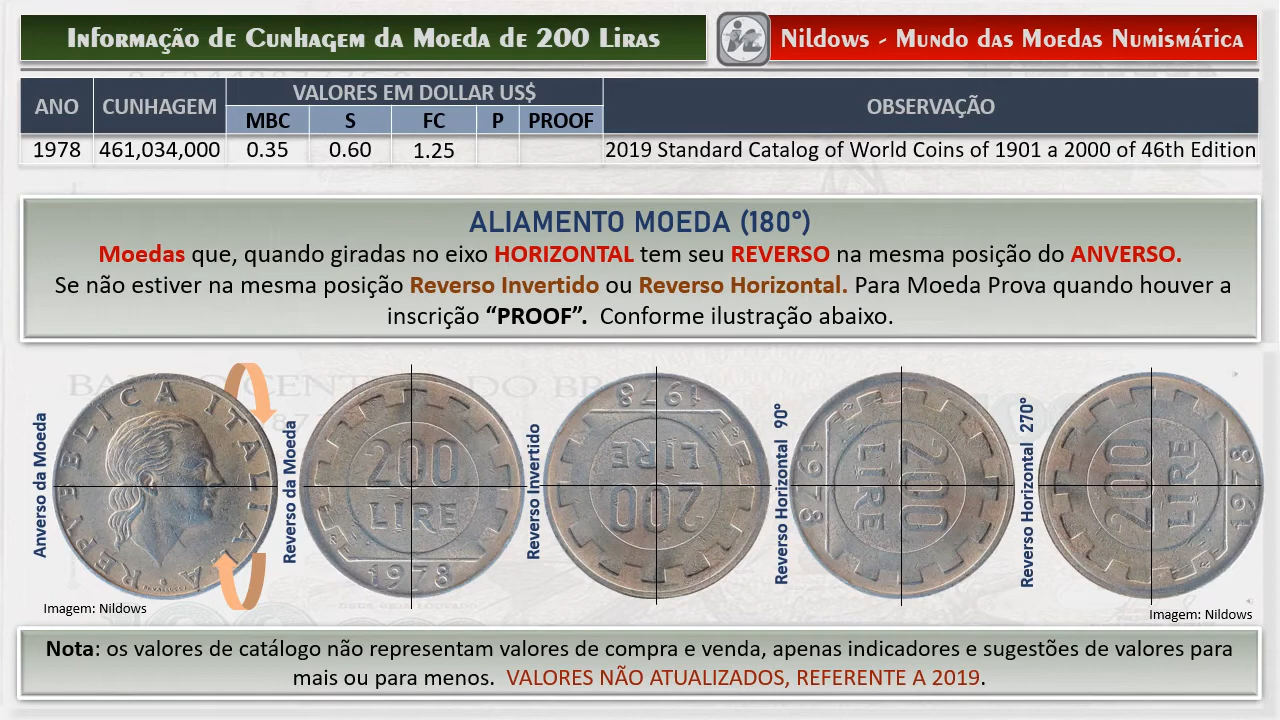 Informação de Cunhagem da Moeda de 200 Liras
Nildows - Mundo das Moedas Numismática
ANO
CUNHAGEM
VALORES EM DOLLAR US$
OBSERVAÇÃO
MBC
S
FC
P
PROOF
1978
461,034,000
0.35
0.60
1.25
2019 Standard Catalog of World Coins of 1901 a 2000 of 46th Edition
ALIAMENTO MOEDA (180°)
Moedas que, quando giradas no eixo HORIZONTAL tem seu REVERSO na mesma posição do ANVERSO.
Se não estiver na mesma posição Reverso Invertido ou Reverso Horizontal. Para Moeda Prova quando houver a
inscrição “PROOF”. Conforme ilustração abaixo.
Anverso da Moeda
REPVBBLICA ITALIANA
Reverso da Moeda
200
LIRE
1978
Reverso Invertido
1978
LIRE
200
Reverso Horizontal 90°
200
LIRE
1978
Reverso Horizontal 270°
200
LIRE
1978
Imagem: Nildows
Imagem: Nildows
Nota: os valores de catálogo não representam valores de compra e venda, apenas indicadores e sugestões de valores para
mais ou para menos. VALORES NÃO ATUALIZADOS, REFERENTE A 2019.